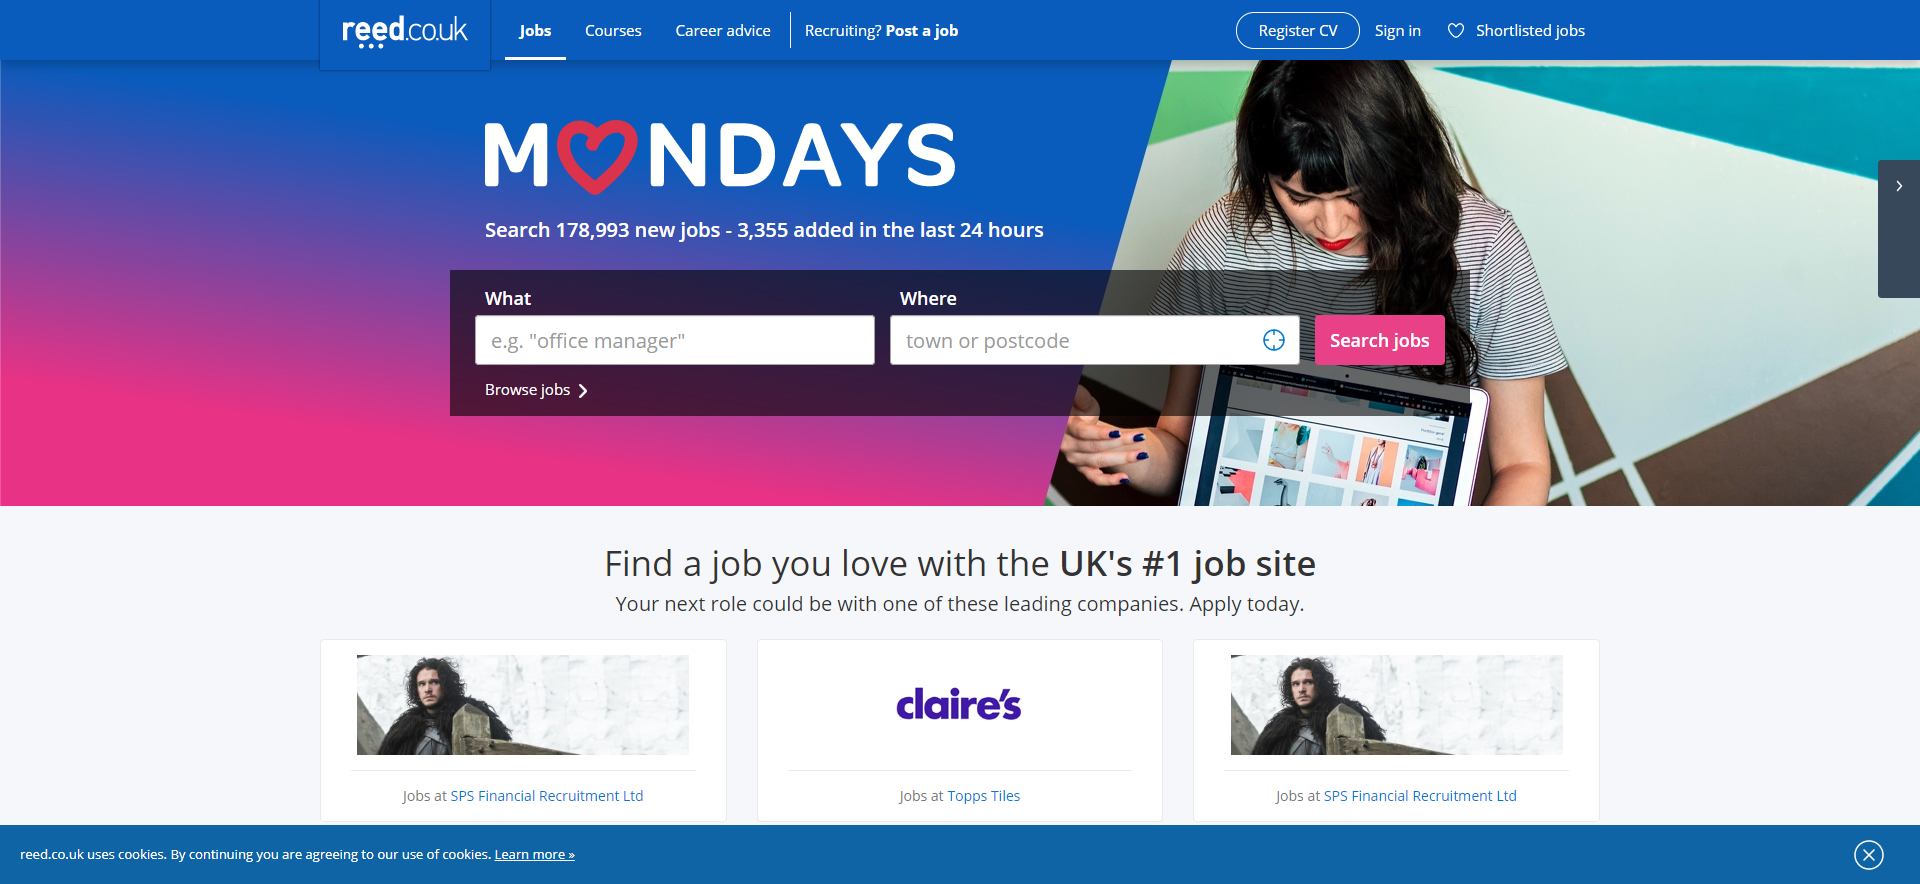 reed.co.uk
Jobs
Courses
Career advice
Recruiting? Post a job
Register CV
Sign in
Shortlisted jobs
MONDAYS
Search 178,993 new jobs - 3,355 added in the last 24 hours
What
Where
e.g. "office manager"
town or postcode
Search jobs
Browse jobs
Find a job you love with the UK's #1 job site
Your next role could be with one of these leading companies. Apply today.
claire's
Jobs at SPS Financial Recruitment Ltd
Jobs at Topps Tiles
Jobs at SPS Financial Recruitment Ltd
reed.co.uk uses cookies. By continuing you are agreeing to our use of cookies. Learn more »